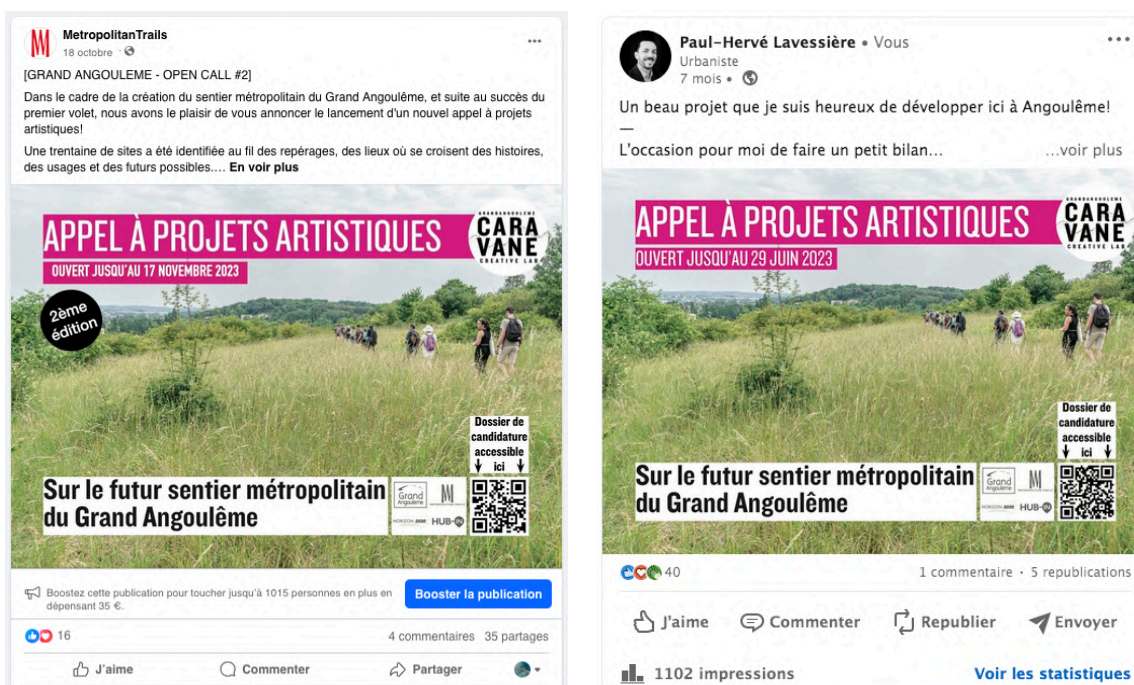 MetropolitanTrails
18 octobre ·
[GRAND ANGOULEME - OPEN CALL #2]
Dans le cadre de la création du sentier métropolitain du Grand Angoulême, et suite au succès du
premier volet, nous avons le plaisir de vous annoncer le lancement d'un nouvel appel à projets
artistiques!
Une trentaine de sites a été identifiée au fil des repérages, des lieux où se croisent des histoires,
des usages et des futurs possibles.... En voir plus
APPEL À PROJETS ARTISTIQUES
OUVERT JUSQU'AU 17 NOVEMBRE 2023
GRANDANGOULÊME
CARA
VANE
CREATIVE LAB
2ème
édition
Dossier de
candidature
accessible
ici
Sur le futur sentier métropolitain
du Grand Angoulême
Grand
Angoulême
HORIZON 2020 HUB-IN
Boostez cette publication pour toucher jusqu'à 1015 personnes en plus en
dépensant 35 €.
Booster la publication
16
4 commentaires 35 partages
J'aime Commenter Partager
Paul-Hervé Lavessière • Vous
Urbaniste
7 mois •
Un beau projet que je suis heureux de développer ici à Angoulême!
—
L'occasion pour moi de faire un petit bilan... ...voir plus
APPEL À PROJETS ARTISTIQUES
OUVERT JUSQU'AU 29 JUIN 2023
GRANDANGOULÊME
CARA
VANE
CREATIVE LAB
Dossier de
candidature
accessible
ici
Sur le futur sentier métropolitain
du Grand Angoulême
Grand
Angoulême
HORIZON 2020 HUB-IN
40
1 commentaire · 5 republications
J'aime Commenter Republier Envoyer
1102 impressions
Voir les statistiques